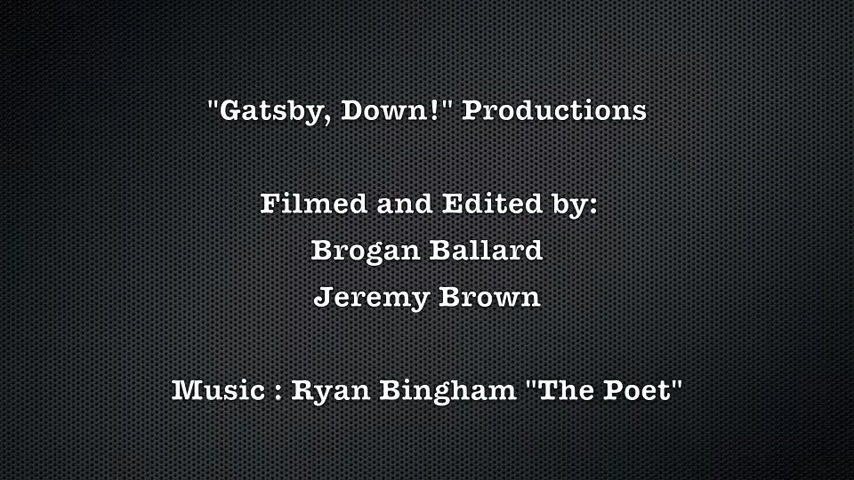 "Gatsby, Down!" Productions
Filmed and Edited by:
Brogan Ballard
Jeremy Brown
Music : Ryan Bingham "The Poet"